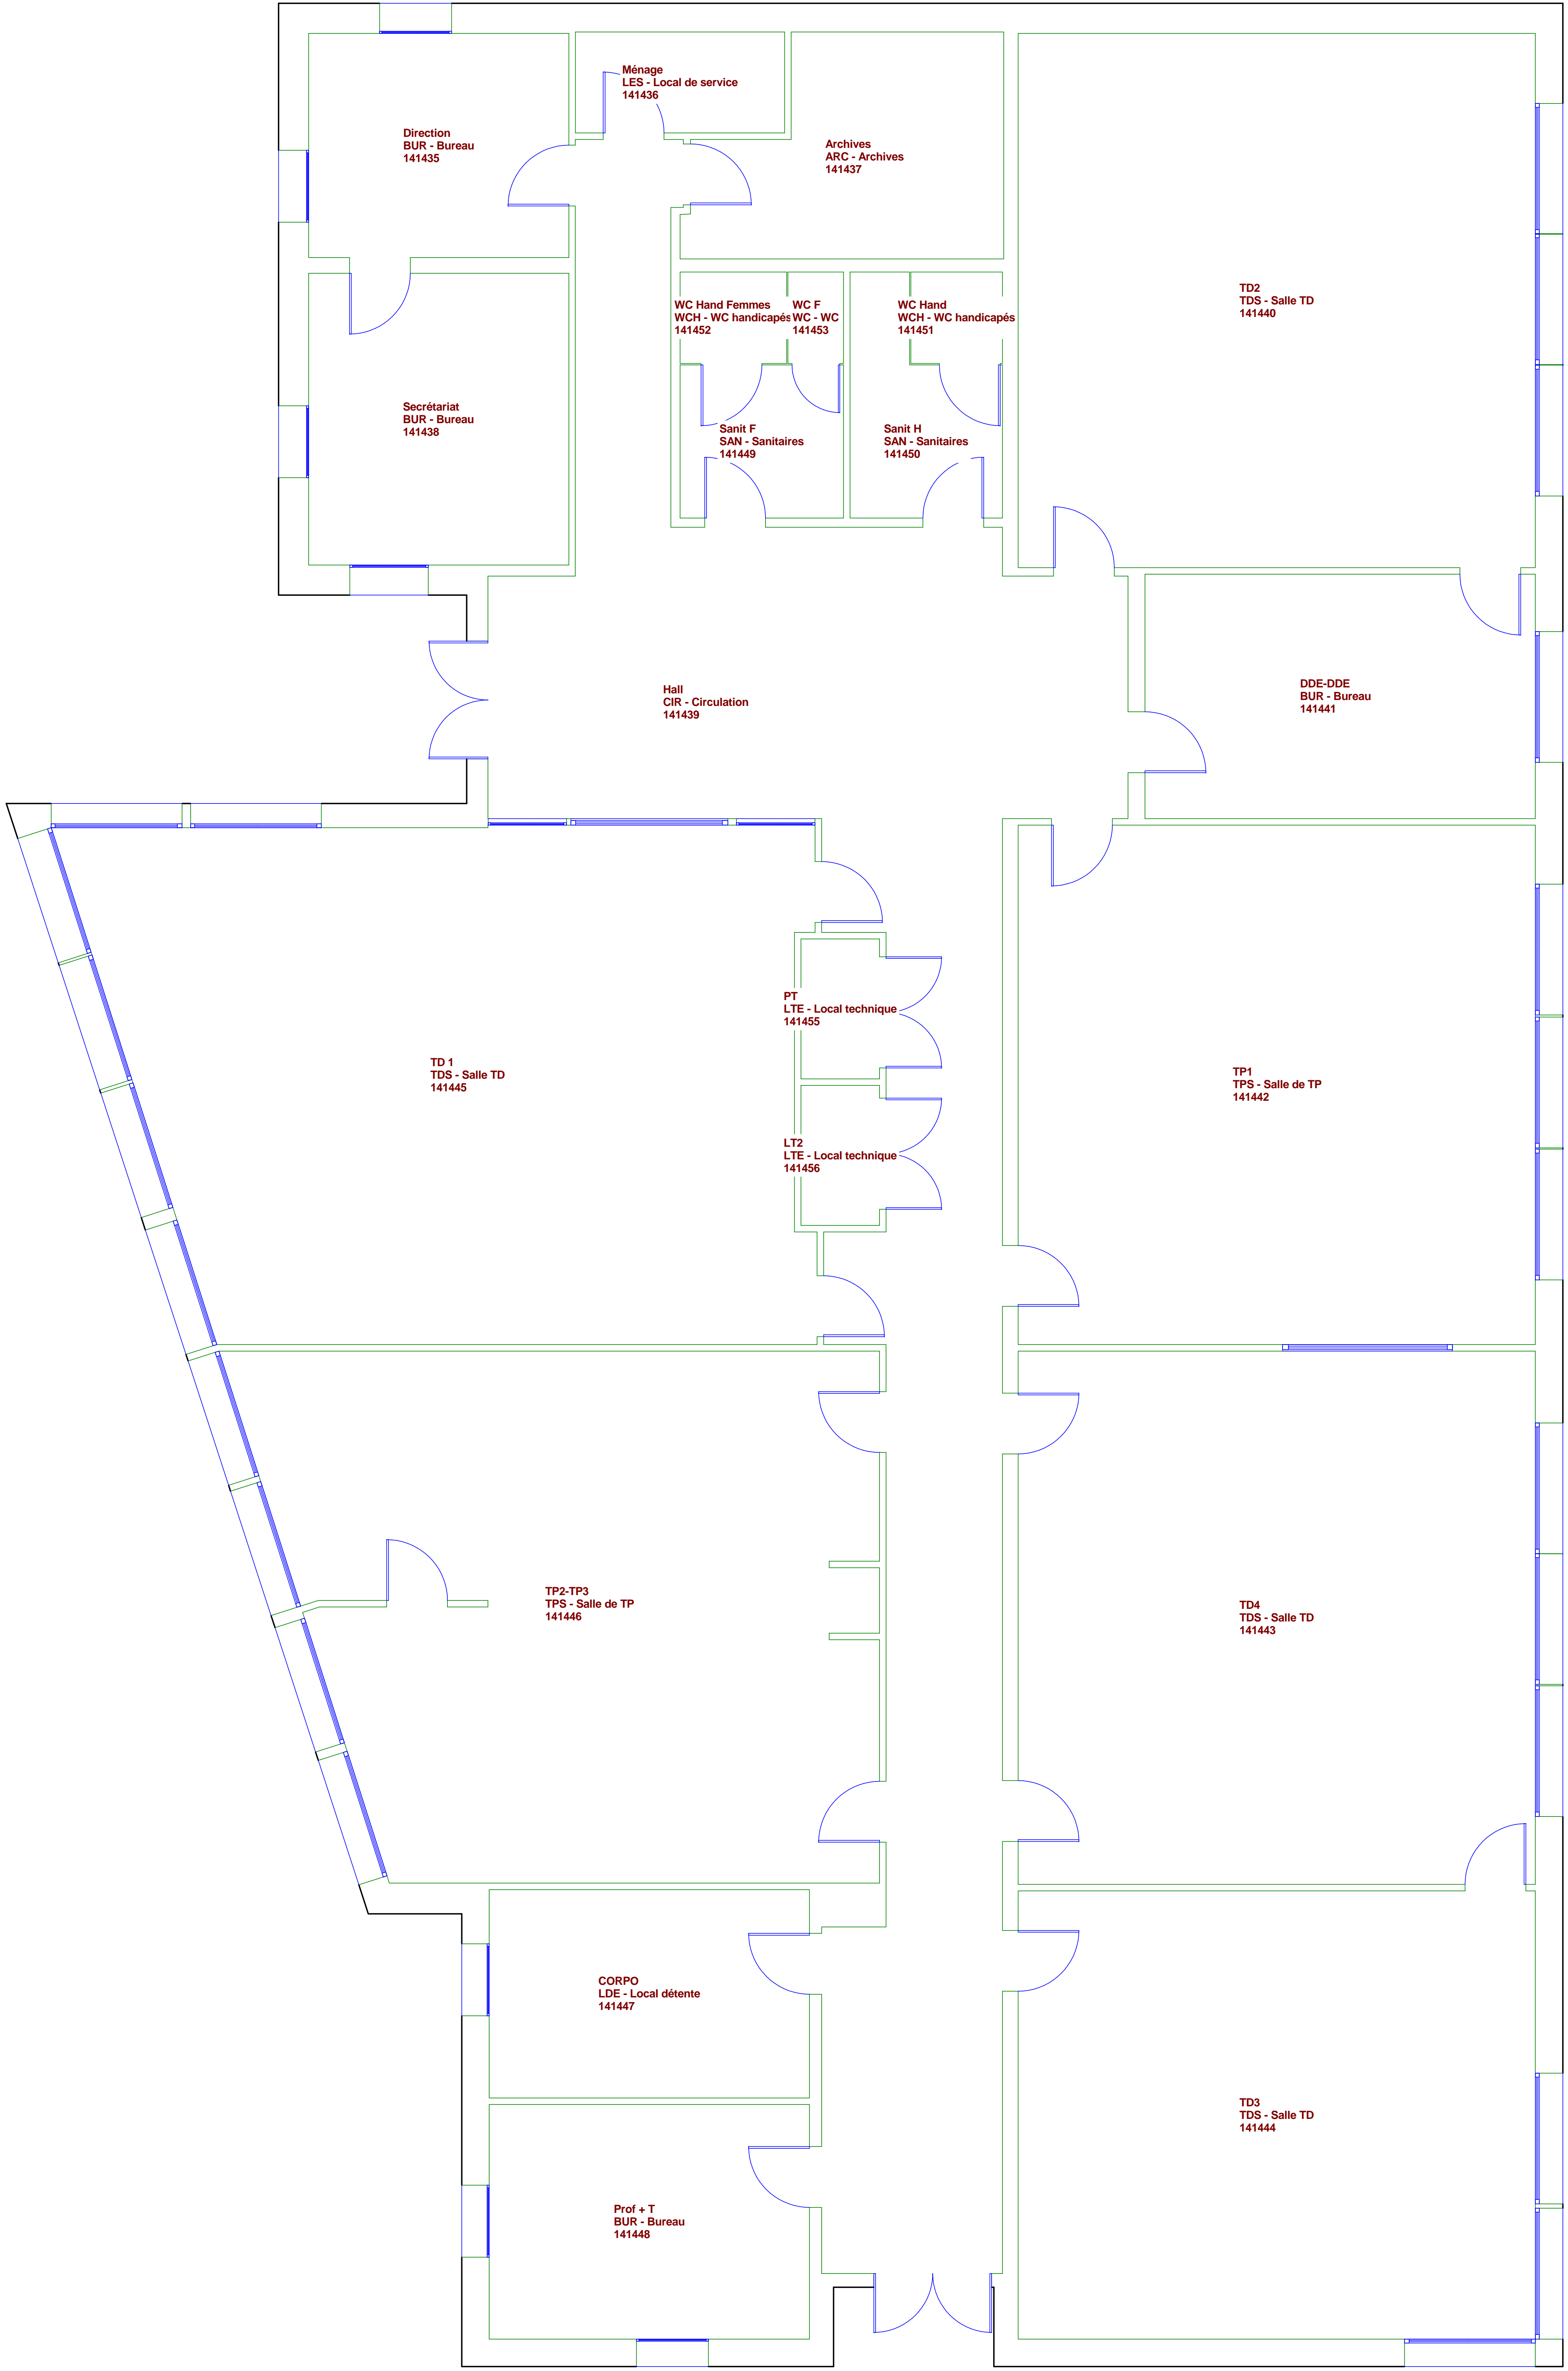 Ménage
LES - Local de service
141436
Direction
BUR - Bureau
141435
Archives
ARC - Archives
141437
TD2
TDS - Salle TD
141440
WC Hand Femmes
WCH - WC handicapés
141452
WC F
WC - WC
141453
WC Hand
WCH - WC handicapés
141451
Secrétariat
BUR - Bureau
141438
Sanit F
SAN - Sanitaires
141449
Sanit H
SAN - Sanitaires
141450
Hall
CIR - Circulation
141439
DDE-DDE
BUR - Bureau
141441
PT
LTE - Local technique
141455
TD 1
TDS - Salle TD
141445
TP1
TPS - Salle de TP
141442
LT2
LTE - Local technique
141456
TP2-TP3
TPS - Salle de TP
141446
TD4
TDS - Salle TD
141443
CORPO
LDE - Local détente
141447
TD3
TDS - Salle TD
141444
Prof + T
BUR - Bureau
141448